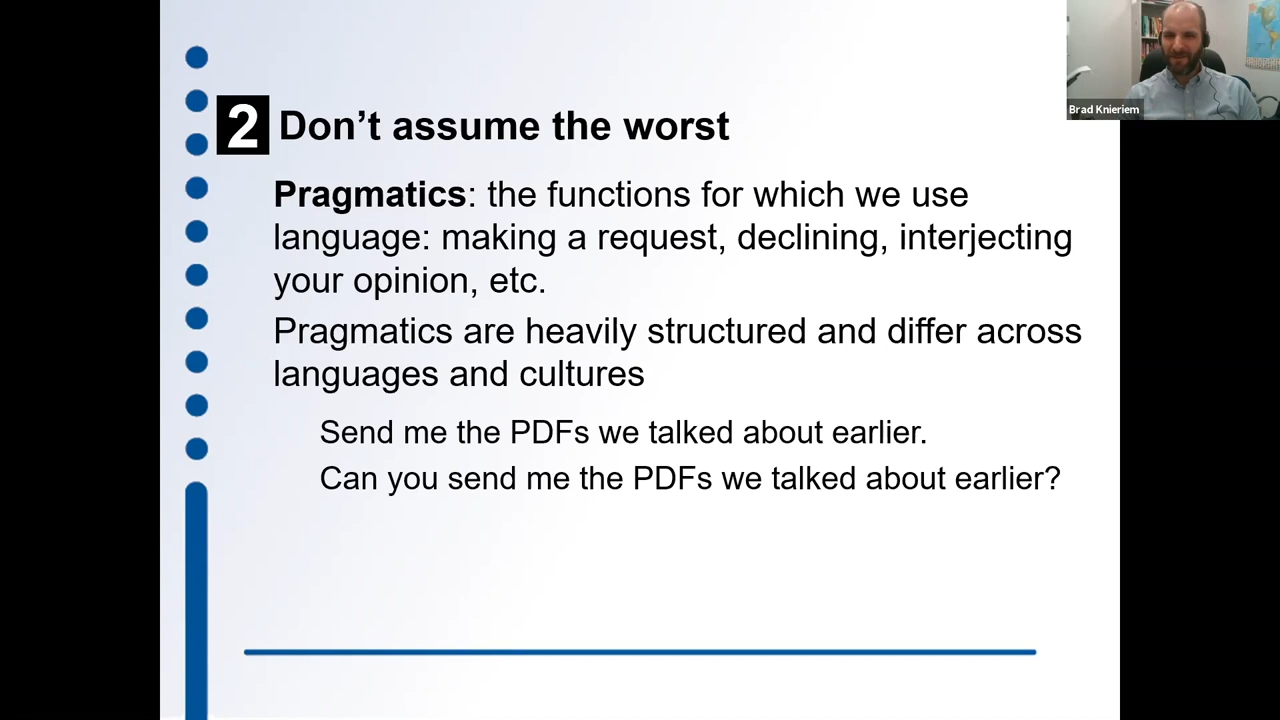 2 Don’t assume the worst
Pragmatics: the functions for which we use
language: making a request, declining, interjecting
your opinion, etc.
Pragmatics are heavily structured and differ across
languages and cultures
Send me the PDFs we talked about earlier.
Can you send me the PDFs we talked about earlier?
Brad Knieriem